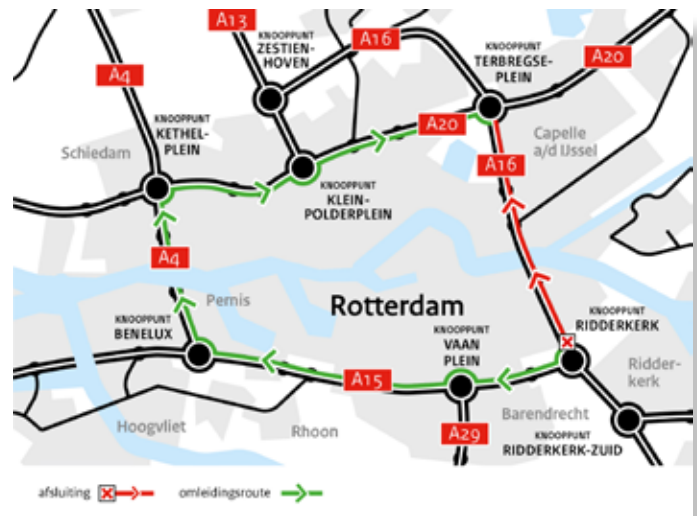 A13
KNOOPPUNT
ZESTIEN-
HOVEN
A16
KNOOPPUNT
TERBREGSE-
PLEIN
A20
A4
KNOOPPUNT
KETHEL-
PLEIN
Schiedam
A20
Capelle
a/d IJssel
A16
KNOOPPUNT
KLEIN-
POLDERPLEIN
A4
Pernis
Rotterdam
KNOOPPUNT
BENELUX
KNOOPPUNT
VAAN
PLEIN
KNOOPPUNT
RIDDERKERK
Ridder-
kerk
A15
Hoogvliet
Rhoon
A29
Barendrecht
KNOOPPUNT
RIDDERKERK-ZUID
afsluiting
omleidingsroute